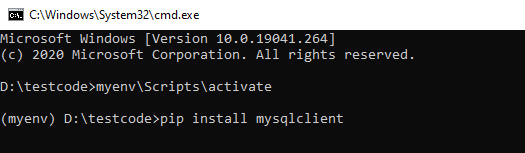 C:\Windows\System32\cmd.exe
Microsoft Windows [Version 10.0.19041.264]
(c) 2020 Microsoft Corporation. All rights reserved.
D:\testcode>myenv\Scripts\activate
(myenv) D:\testcode>pip install mysqlclient